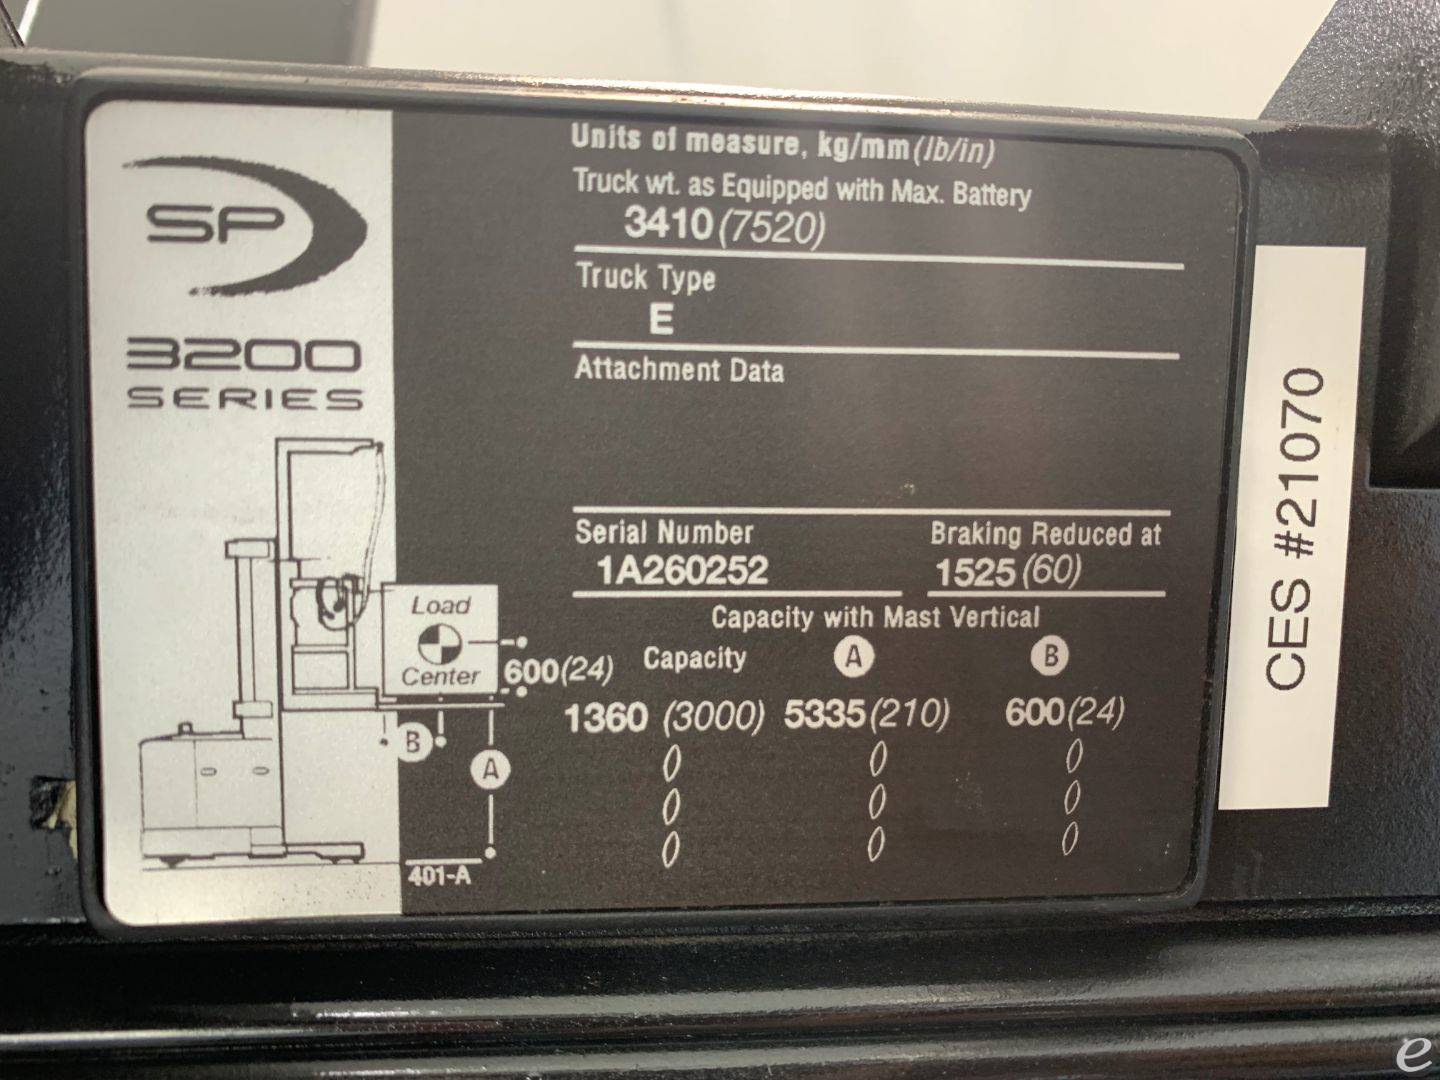 SP
3200
SERIES
Units of measure, kg/mm (lb/in)
Truck wt. as Equipped with Max. Battery
3410 (7520)
Truck Type
E
Attachment Data
Serial Number
1A260252
Braking Reduced at
1525 (60)
Capacity with Mast Vertical
Capacity A B
1360 (3000) 5335 (210) 600 (24)
() () ()
() () ()
() () ()
Load
Center
600 (24)
B
A
401-A
CES #21070
e